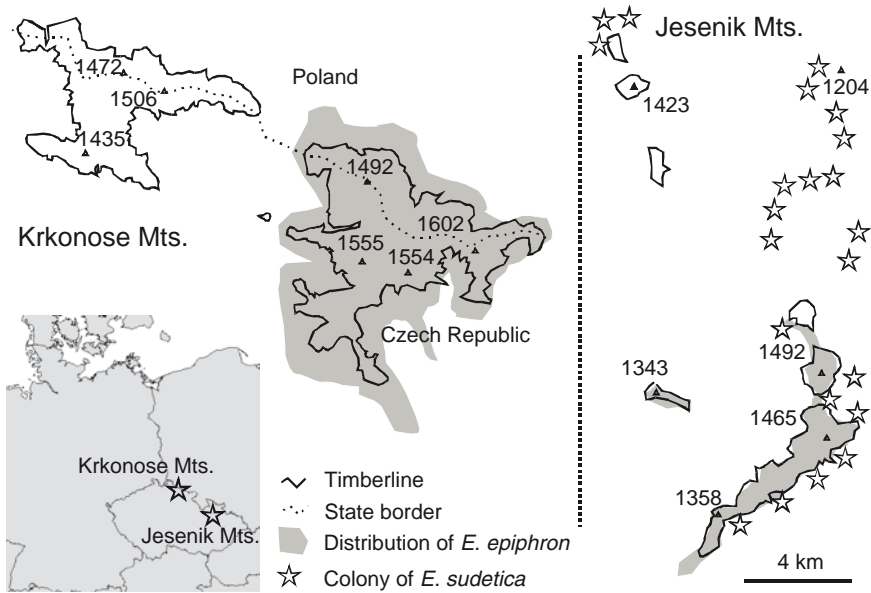 Jesenik Mts.
1472
1506
1435
Poland
1423
1204
1492
1602
1555
1554
Krkonose Mts.
Czech Republic
1492
1343
1465
1358
Krkonose Mts.
Jesenik Mts.
Timberline
State border
Distribution of E. epiphron
Colony of E. sudetica
4 km